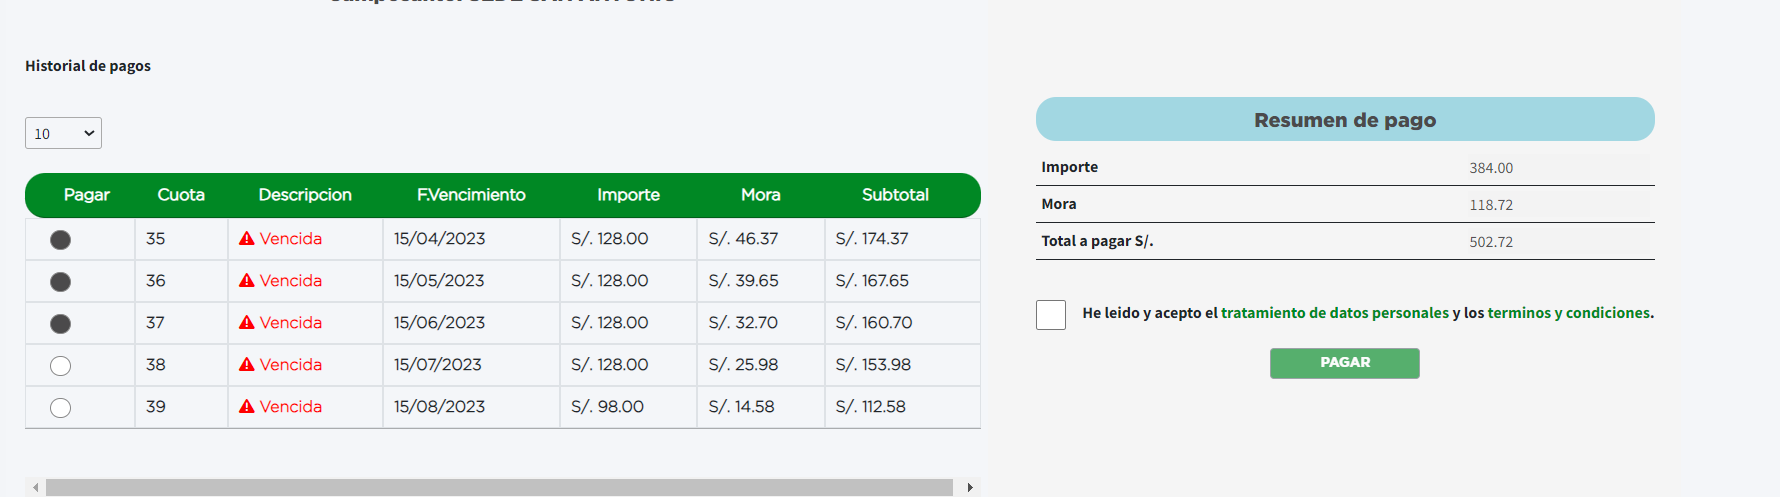 Historial de pagos
10
Pagar Cuota Descripcion F.Vencimiento Importe Mora Subtotal
35 Vencida 15/04/2023 S/. 128.00 S/. 46.37 S/. 174.37
36 Vencida 15/05/2023 S/. 128.00 S/. 39.65 S/. 167.65
37 Vencida 15/06/2023 S/. 128.00 S/. 32.70 S/. 160.70
38 Vencida 15/07/2023 S/. 128.00 S/. 25.98 S/. 153.98
39 Vencida 15/08/2023 S/. 98.00 S/. 14.58 S/. 112.58
Resumen de pago
Importe 384.00
Mora 118.72
Total a pagar S/. 502.72
He leido y acepto el tratamiento de datos personales y los terminos y condiciones.
PAGAR